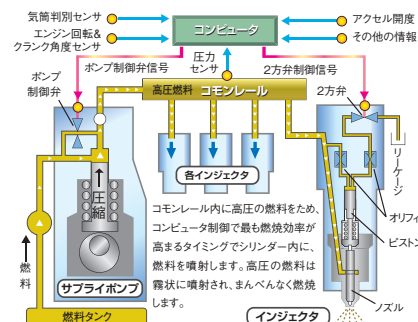 気筒判別センサ
エンジン回転&
クランク角度センサ
コンピュータ
アクセル開度
その他の情報
圧力
センサ
ポンプ制御弁信号
2方弁制御信号
ポンプ
制御弁
高圧燃料
コモンレール
2方弁
リーケージ
各インジェクタ
圧縮
オリフィ
コモンレール内に高圧の燃料をため、
コンピュータ制御で最も燃焼効率が
高まるタイミングでシリンダー内に、
燃料を噴射します。高圧の燃料は
霧状に噴射され、まんべんなく燃焼
します。
ピストン
燃料
サプライポンプ
ノズル
燃料タンク
インジェクタ